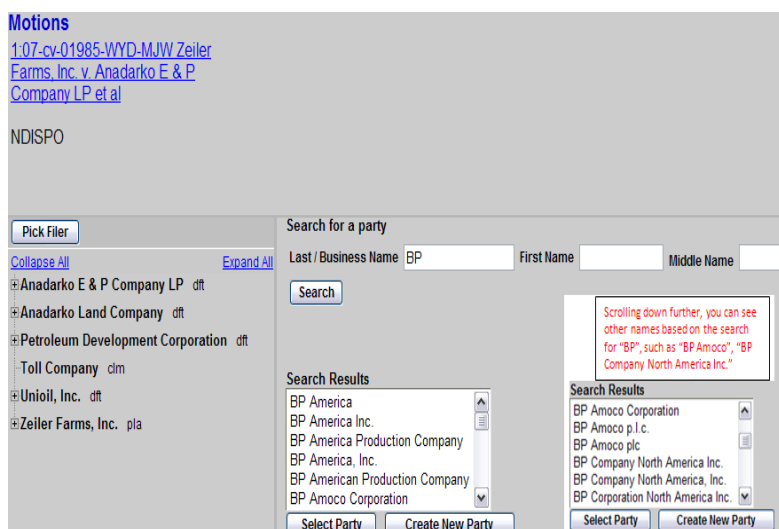 Motions
1:07-cv-01985-WYD-MJW Zeiler
Farms, Inc. v. Anadarko E & P
Company LP et al
NDISPO
Pick Filer
Collapse All Expand All
Anadarko E & P Company LP dft
Anadarko Land Company dft
Petroleum Development Corporation dft
Toll Company clm
Unioil, Inc. dft
Zeiler Farms, Inc. pla
Search for a party
Last / Business Name BP First Name Middle Name
Search
Search Results
BP America
BP America Inc.
BP America Production Company
BP America, Inc.
BP American Production Company
BP Amoco Corporation
Select Party Create New Party
Scrolling down further, you can see
other names based on the search
for “BP”, such as “BP Amoco”, “BP
Company North America Inc.”
Search Results
BP Amoco Corporation
BP Amoco p.l.c.
BP Amoco plc
BP Company North America Inc.
BP Company North America, Inc.
BP Corporation North America Inc.
Select Party Create New Party